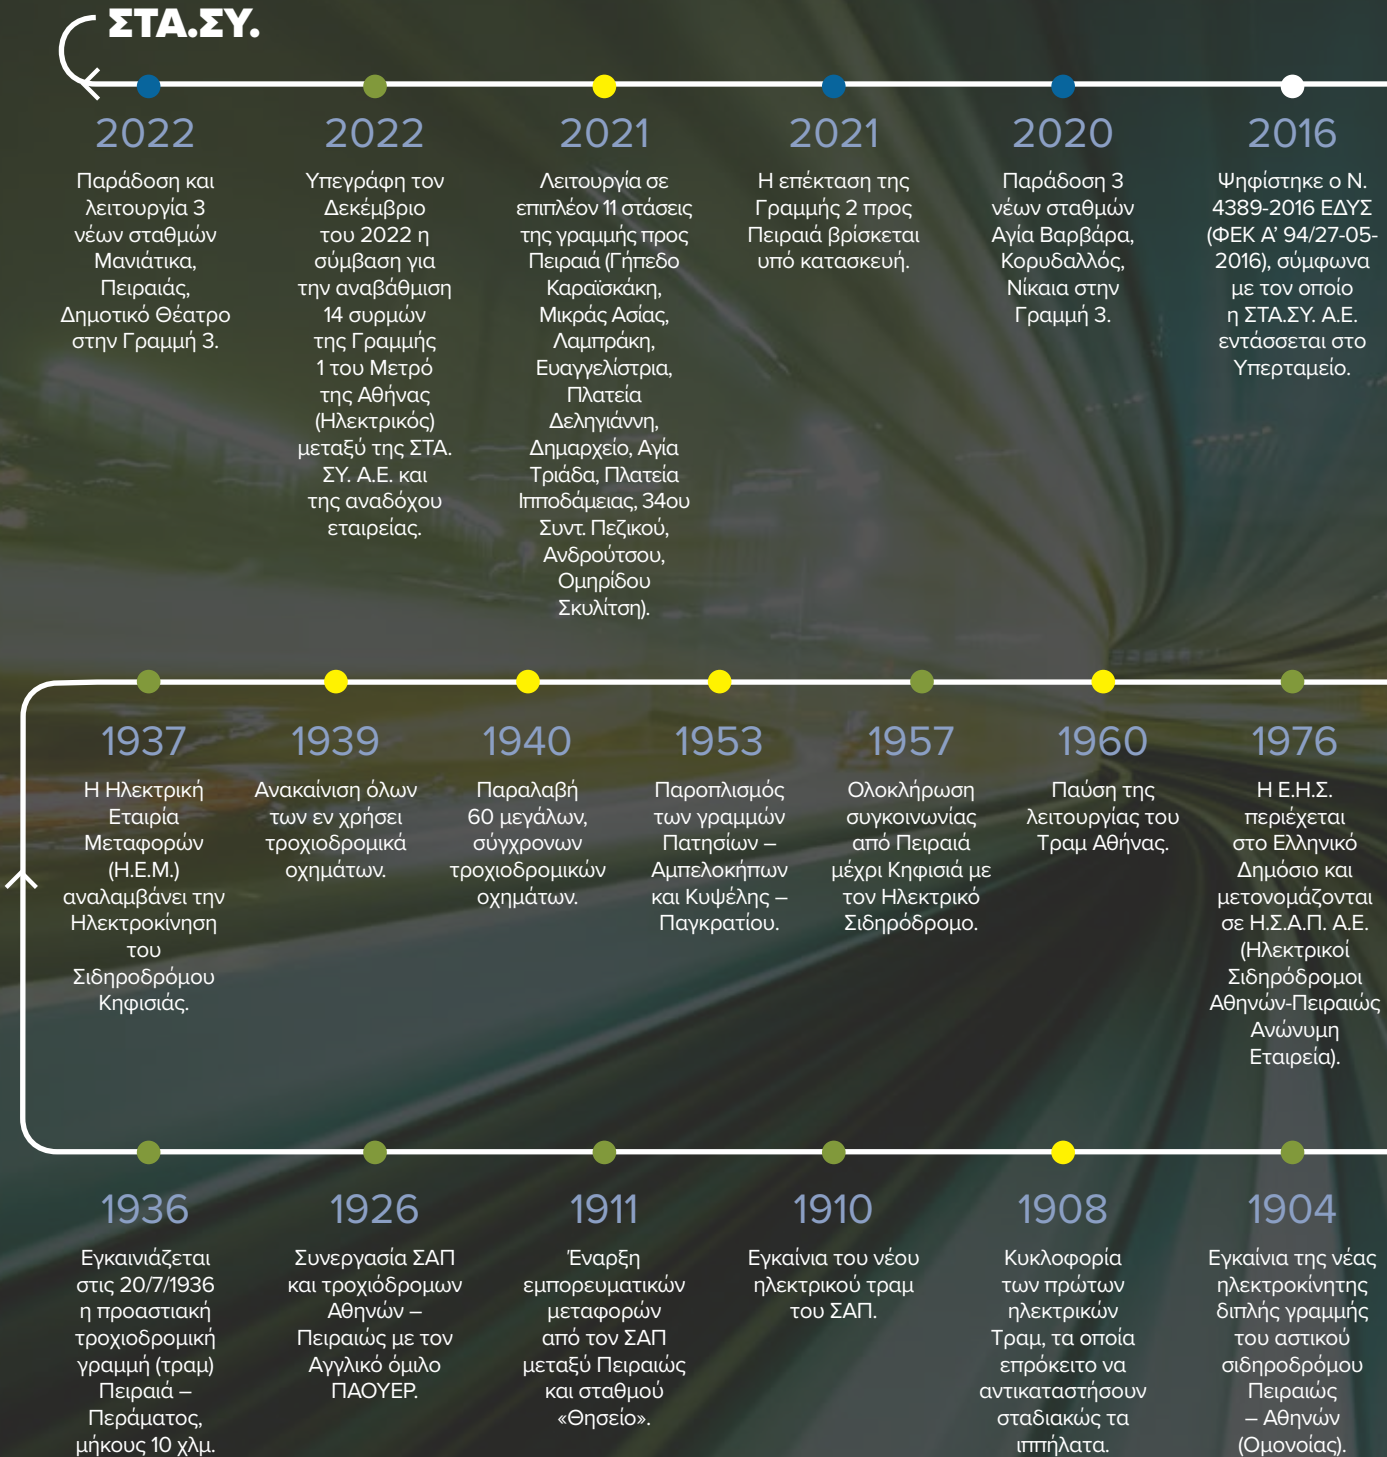 ΣΤΑ.ΣΥ.
2022
Παράδοση και
λειτουργία 3
νέων σταθμών
Μανιάτικα,
Πειραιάς,
Δημοτικό Θέατρο
στην Γραμμή 3.
2022
Υπεγράφη τον
Δεκέμβριο
του 2022 η
σύμβαση για
την αναβάθμιση
14 συρμών
της Γραμμής
1 του Μετρό
της Αθήνας
(Ηλεκτρικός)
μεταξύ της ΣΤΑ.
ΣΥ. Α.Ε. και
της αναδόχου
εταιρείας.
2021
Λειτουργία σε
επιπλέον 11 στάσεις
της γραμμής προς
Πειραιά (Γήπεδο
Καραϊσκάκη,
Μικράς Ασίας,
Λαμπράκη,
Ευαγγελίστρια,
Πλατεία
Δεληγιάννη,
Δημαρχείο, Αγία
Τριάδα, Πλατεία
Ιπποδάμειας, 34ου
Συντ. Πεζικού,
Ανδρούτσου,
Ομηρίδου
Σκυλίτση).
2021
Η επέκταση της
Γραμμής 2 προς
Πειραιά βρίσκεται
υπό κατασκευή.
2020
Παράδοση 3
νέων σταθμών
Αγία Βαρβάρα,
Κορυδαλλός,
Νίκαια στην
Γραμμή 3.
2016
Ψηφίστηκε ο Ν.
4389-2016 ΕΔΥΣ
(ΦΕΚ Α’ 94/27-05-
2016), σύμφωνα
με τον οποίο
η ΣΤΑ.ΣΥ. Α.Ε.
εντάσσεται στο
Υπερταμείο.
1937
Η Ηλεκτρική
Εταιρία
Μεταφορών
(Η.Ε.Μ.)
αναλαμβάνει την
Ηλεκτροκίνηση
του
Σιδηροδρόμου
Κηφισιάς.
1939
Ανακαίνιση όλων
των εν χρήσει
τροχιοδρομικά
οχημάτων.
1940
Παραλαβή
60 μεγάλων,
σύγχρονων
τροχιοδρομικών
οχημάτων.
1953
Παροπλισμός
των γραμμών
Πατησίων –
Αμπελοκήπων
και Κυψέλης –
Παγκρατίου.
1957
Ολοκλήρωση
συγκοινωνίας
από Πειραιά
μέχρι Κηφισιά με
τον Ηλεκτρικό
Σιδηρόδρομο.
1960
Παύση της
λειτουργίας του
Τραμ Αθήνας.
1976
Η Ε.Η.Σ.
περιέχεται
στο Ελληνικό
Δημόσιο και
μετονομάζονται
σε Η.Σ.Α.Π. Α.Ε.
(Ηλεκτρικοί
Σιδηρόδρομοι
Αθηνών-Πειραιώς
Ανώνυμη
Εταιρεία).
1936
Εγκαινιάζεται
στις 20/7/1936
η προαστιακή
τροχιοδρομική
γραμμή (τραμ)
Πειραιά –
Περάματος,
μήκους 10 χλμ.
1926
Συνεργασία ΣΑΠ
και τροχιόδρομων
Αθηνών –
Πειραιώς με τον
Αγγλικό όμιλο
ΠΑΟΥΕΡ.
1911
Έναρξη
εμπορευματικών
μεταφορών
από τον ΣΑΠ
μεταξύ Πειραιώς
και σταθμού
«Θησείο».
1910
Εγκαίνια του νέου
ηλεκτρικού τραμ
του ΣΑΠ.
1908
Κυκλοφορία
των πρώτων
ηλεκτρικών
Τραμ, τα οποία
επρόκειτο να
αντικαταστήσουν
σταδιακώς τα
ιππήλατα.
1904
Εγκαίνια της νέας
ηλεκτροκίνητης
διπλής γραμμής
του αστικού
σιδηροδρόμου
Πειραιώς
– Αθηνών
(Ομονοίας).